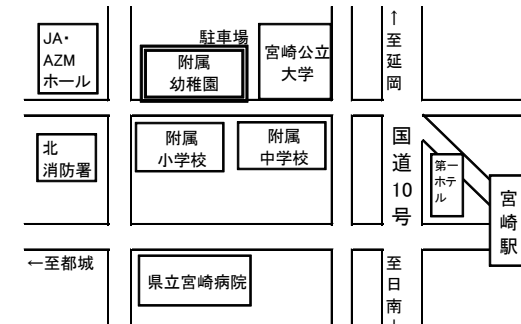 JA・
AZM
ホール
駐車場
附属
幼稚園
宮崎公立
大学
↑
至
延
岡
北
消防署
附属
小学校
附属
中学校
国
道
10
号
第一
ホテ
ル
宮
崎
駅
←至都城
県立宮崎病院
至
日
南